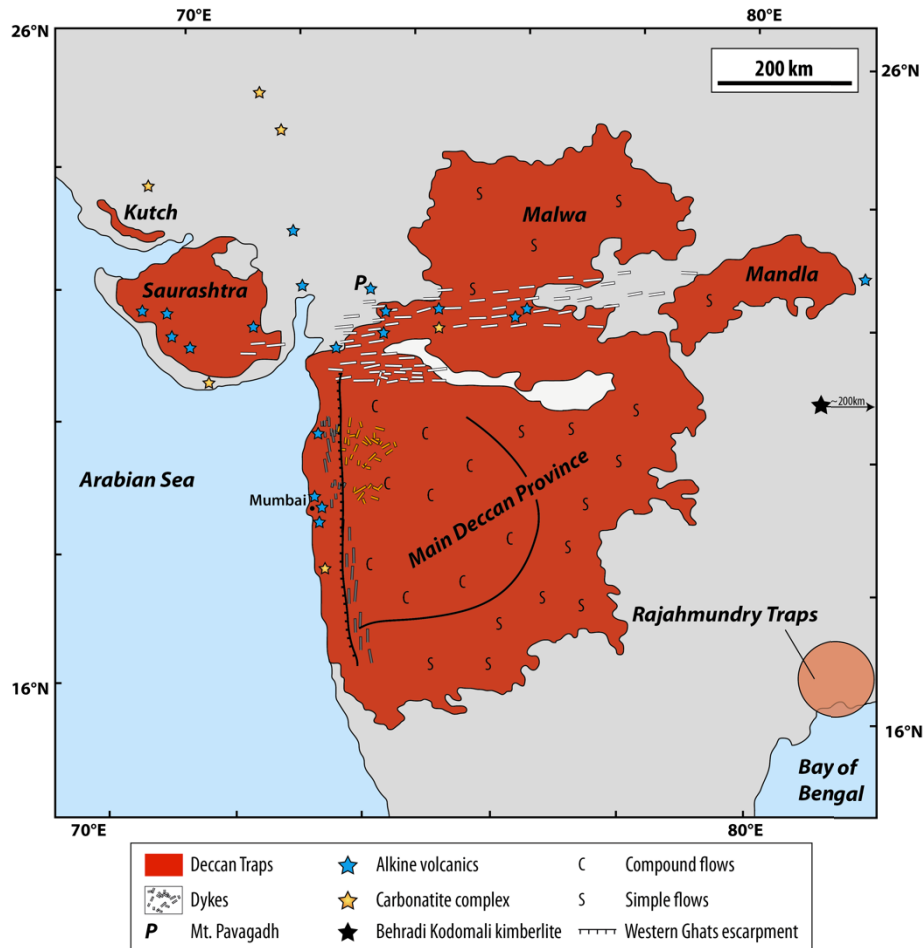 70°E
80°E
26°N
26°N
200 km
Kutch
Malwa
P
Saurashtra
Mandla
S
S
S
S
S
~200km
C
S
C
S
S
Arabian Sea
C
S
C
C
S
Mumbai
Main Deccan Province
S
S
C
C
C
S
S
S
Rajahmundry Traps
S
S
16°N
16°N
Bay of
Bengal
70°E
80°E
Deccan Traps
Alkine volcanics
C
Compound flows
Dykes
Carbonatite complex
S
Simple flows
P
Mt. Pavagadh
Behradi Kodomali kimberlite
Western Ghats escarpment